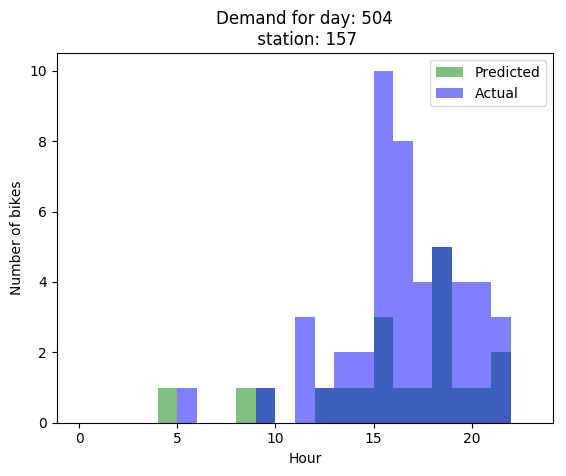 Demand for day: 504
station: 157
Predicted
Actual
10
8
6
4
2
0
Number of bikes
0 5 10 15 20
Hour